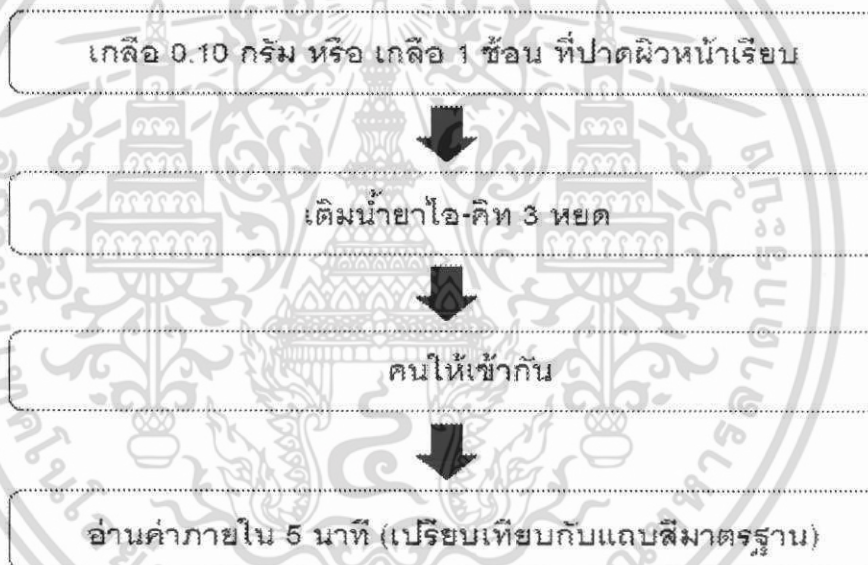 เกลือ 0.10 กรัม หรือ เกลือ 1 ช้อน ที่ปาดผิวหน้าเรียบ
เติมน้ำยาไอ-คิท 3 หยด
คนให้เข้ากัน
อ่านค่าภายใน 5 นาที (เปรียบเทียบกับแถบสีมาตรฐาน)